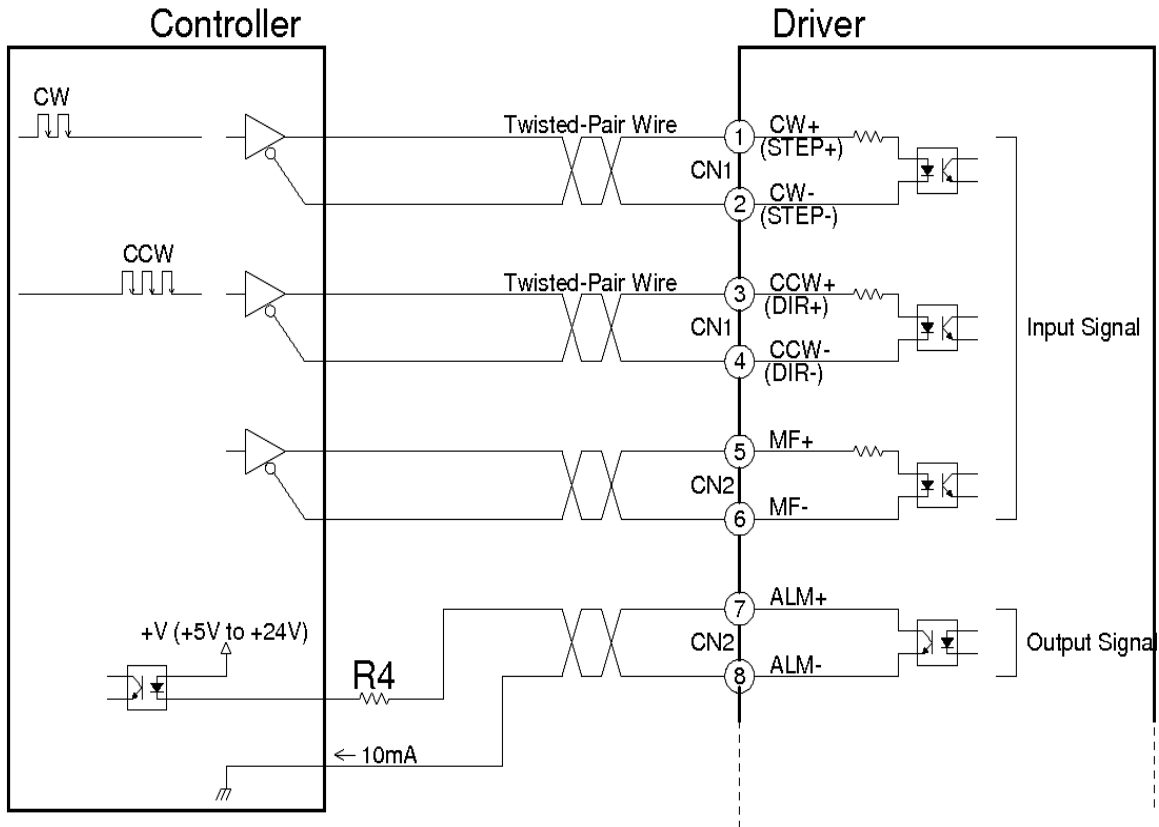 Controller
Driver
CW
Twisted-Pair Wire
1
CW+
(STEP+)
CN1
2
CW-
(STEP-)
CCW
Twisted-Pair Wire
3
CCW+
(DIR+)
CN1
4
CCW-
(DIR-)
Input Signal
5
MF+
CN2
6
MF-
7
ALM+
+V (+5V to +24V)
CN2
Output Signal
R4
8
ALM-
←10mA